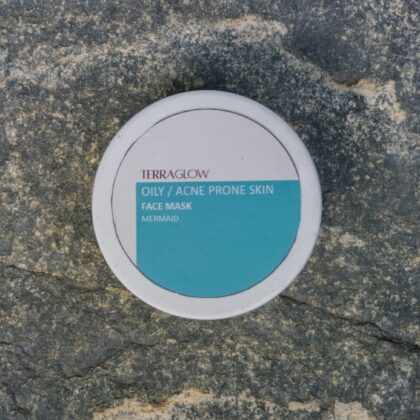 TERRAGLOW
OILY / ACNE PRONE SKIN
FACE MASK
MERMAID